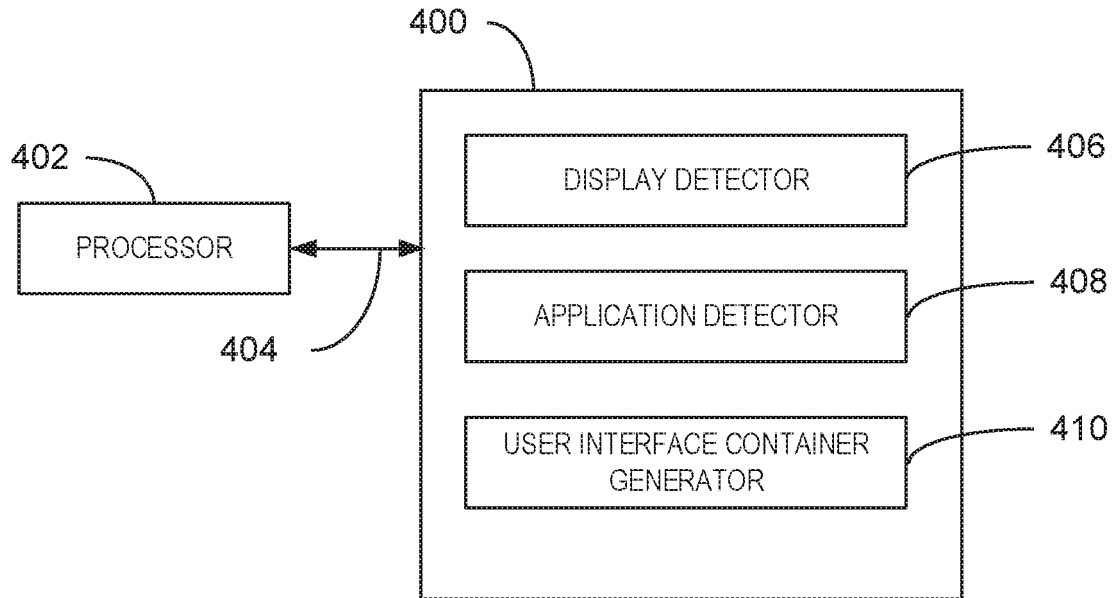 400
402
406
DISPLAY DETECTOR
PROCESSOR
408
APPLICATION DETECTOR
404
410
USER INTERFACE CONTAINER
GENERATOR